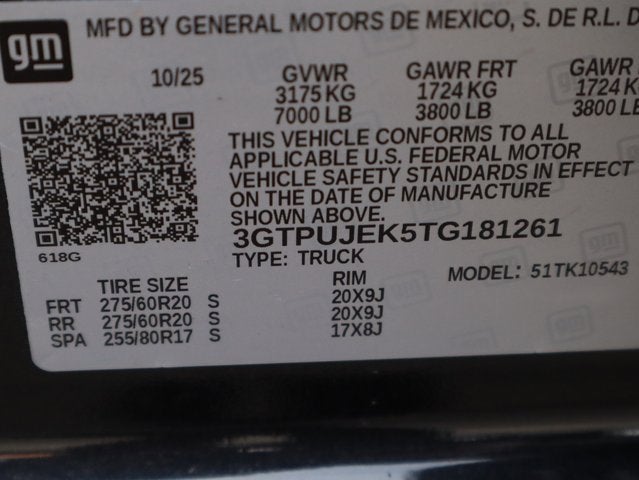 gm
MFD BY GENERAL MOTORS DE MEXICO, S. DE R.L. D
10/25 GVWR GAWR FRT GAWR
3175 KG 1724 KG 1724 K
7000 LB 3800 LB 3800 LB
THIS VEHICLE CONFORMS TO ALL
APPLICABLE U.S. FEDERAL MOTOR
VEHICLE SAFETY STANDARDS IN EFFECT
ON THE DATE OF MANUFACTURE
SHOWN ABOVE.
3GTPUJEK5TG181261
618G
TYPE: TRUCK
MODEL: 51TK10543
TIRE SIZE RIM
FRT 275/60R20 S 20X9J
RR 275/60R20 S 20X9J
SPA 255/80R17 S 17X8J